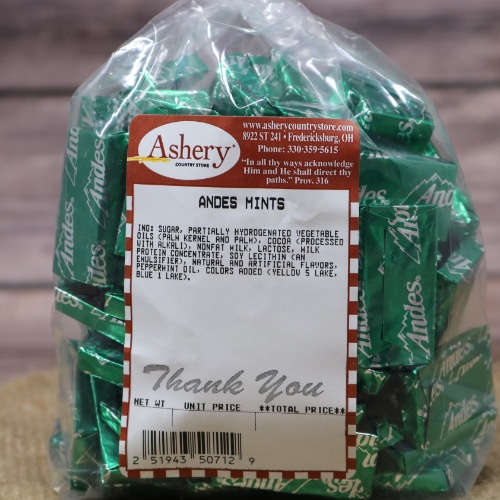 Ashery
COUNTRY STORE
www.asherycountrystore.com
8922 ST 241 • Fredericksburg, OH
Phone: 330-359-5615
“In all thy ways acknowledge
Him and He shall direct thy
paths.” Prov. 316
ANDES MINTS
ING: SUGAR, PARTIALLY HYDROGENATED VEGETABLE
OILS (PALM KERNEL AND PALM), COCOA (PROCESSED
WITH ALKALI), NONFAT MILK, LACTOSE, MILK
PROTEIN CONCENTRATE, SOY LECITHIN (AN
EMULSIFIER), NATURAL AND ARTIFICIAL FLAVORS,
PEPPERMINT OIL, COLORS ADDED (YELLOW 5 LAKE,
BLUE 1 LAKE).
Thank You
NET WT UNIT PRICE **TOTAL PRICE**
2 51943 50712 9
Andes
Andes
Andes
Andes.
Andes
Andes